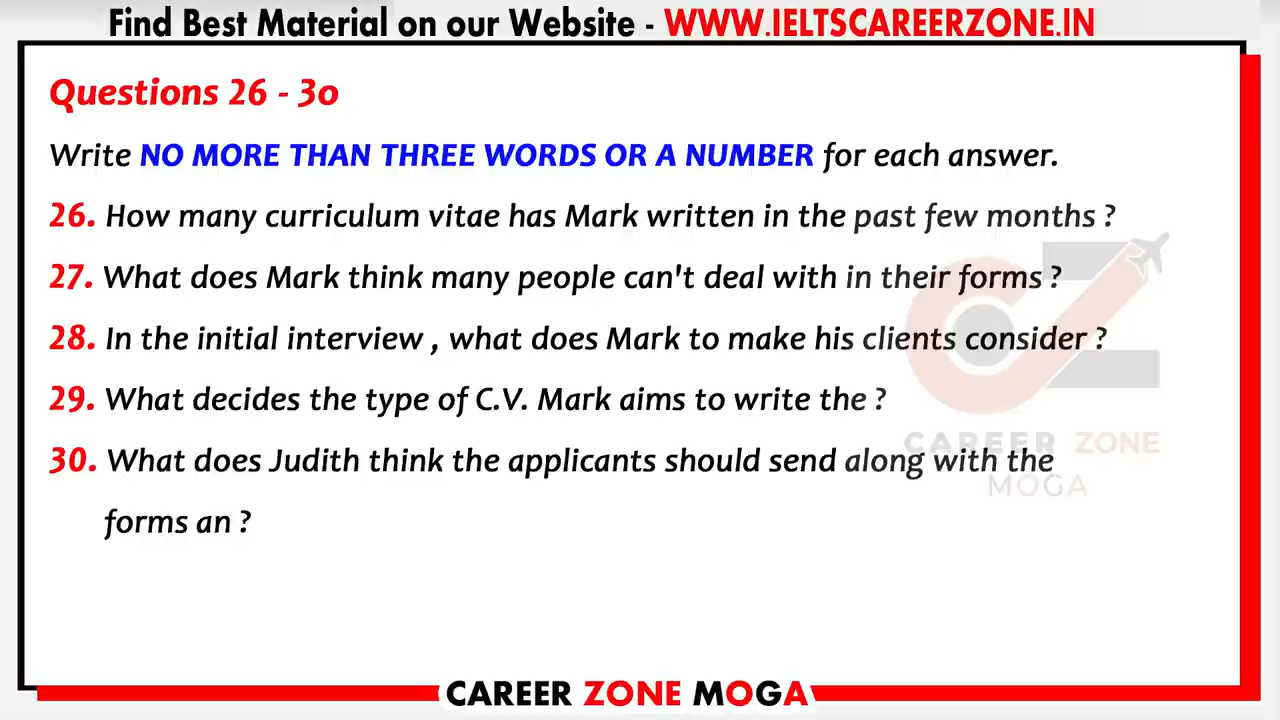 Find Best Material on our Website - WWW.IELTSCAREERZONE.IN
Questions 26 - 30
Write NO MORE THAN THREE WORDS OR A NUMBER for each answer.
26. How many curriculum vitae has Mark written in the past few months ?
27. What does Mark think many people can't deal with in their forms ?
28. In the initial interview , what does Mark to make his clients consider ?
29. What decides the type of C.V. Mark aims to write the ?
CAREER ZONE
30. What does Judith think the applicants should send along with the
MOGA
forms an ?
CAREER ZONE MOGA